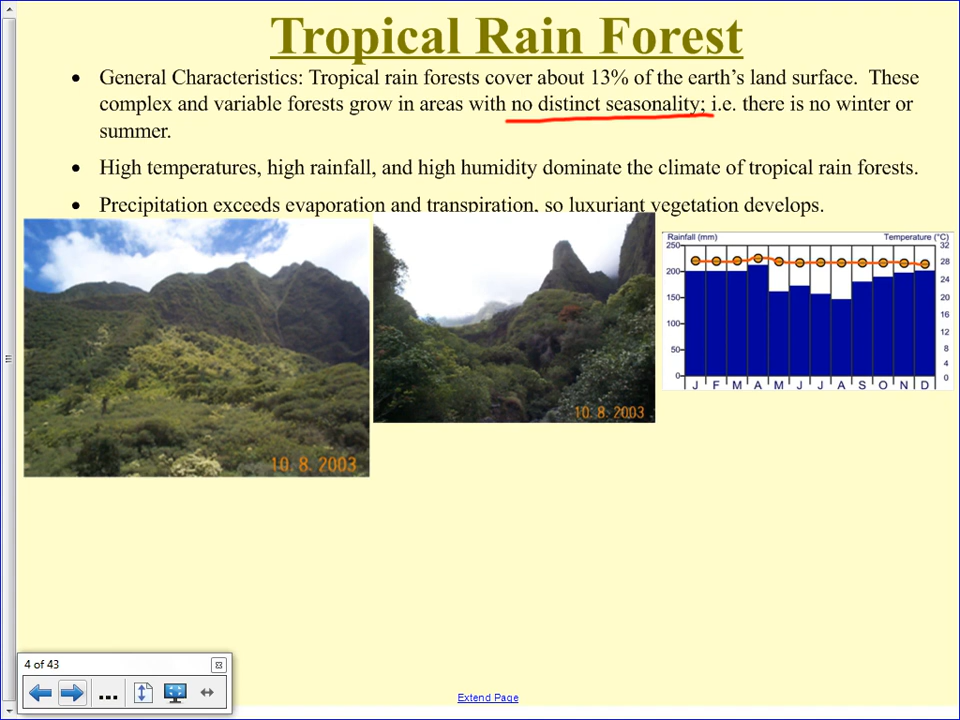 Tropical Rain Forest
• General Characteristics: Tropical rain forests cover about 13% of the earth's land surface.  These
complex and variable forests grow in areas with no distinct seasonality; i.e. there is no winter or
summer.
• High temperatures, high rainfall, and high humidity dominate the climate of tropical rain forests.
• Precipitation exceeds evaporation and transpiration, so luxuriant vegetation develops.
10. 8. 2003
10. 8. 2003
Rainfall (mm) Temperature (°C)
250 32
28
200 24
150 20
16
100 12
50 8
4
0 0
J F M A M J J A S O N D
4 of 43
...
Extend Page